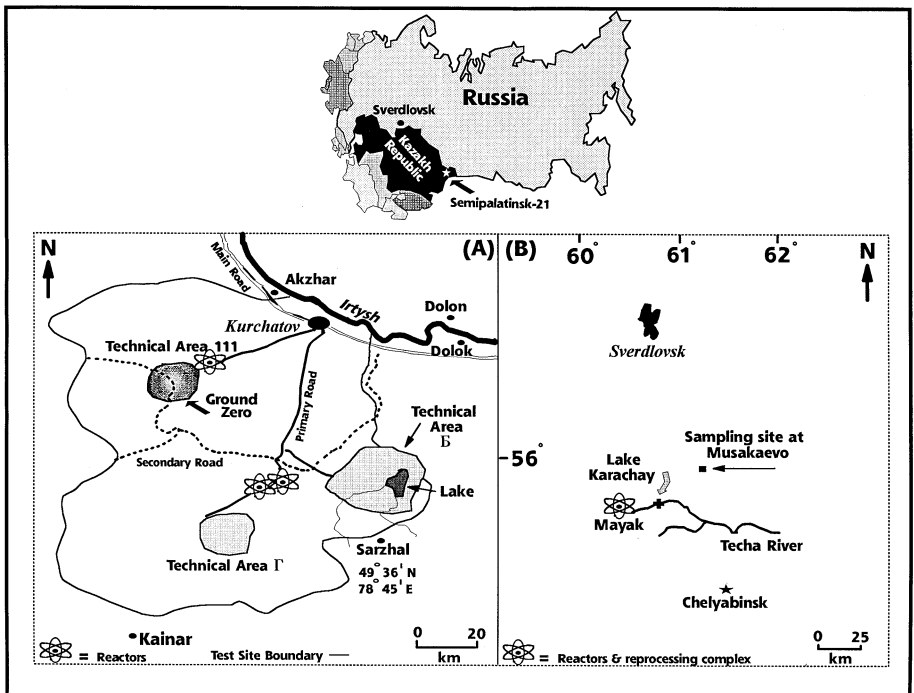 Russia
Sverdlovsk
Kazakh
Republic
Semipalatinsk-21
N
(A)
Main Road
Akzhar
Irtysh
Dolon
Kurchatov
Dolok
Technical Area 111
Ground
Zero
Primary Road
Technical
Area
Б
Secondary Road
Lake
Technical Area Г
Sarzhal
49° 36' N
78° 45' E
Kainar
= Reactors
Test Site Boundary —
0 20
km
(B)
60° 61° 62°
N
Sverdlovsk
56°
Sampling site at
Musakaevo
Lake
Karachay
Mayak
Techa River
Chelyabinsk
0 25
km
= Reactors & reprocessing complex